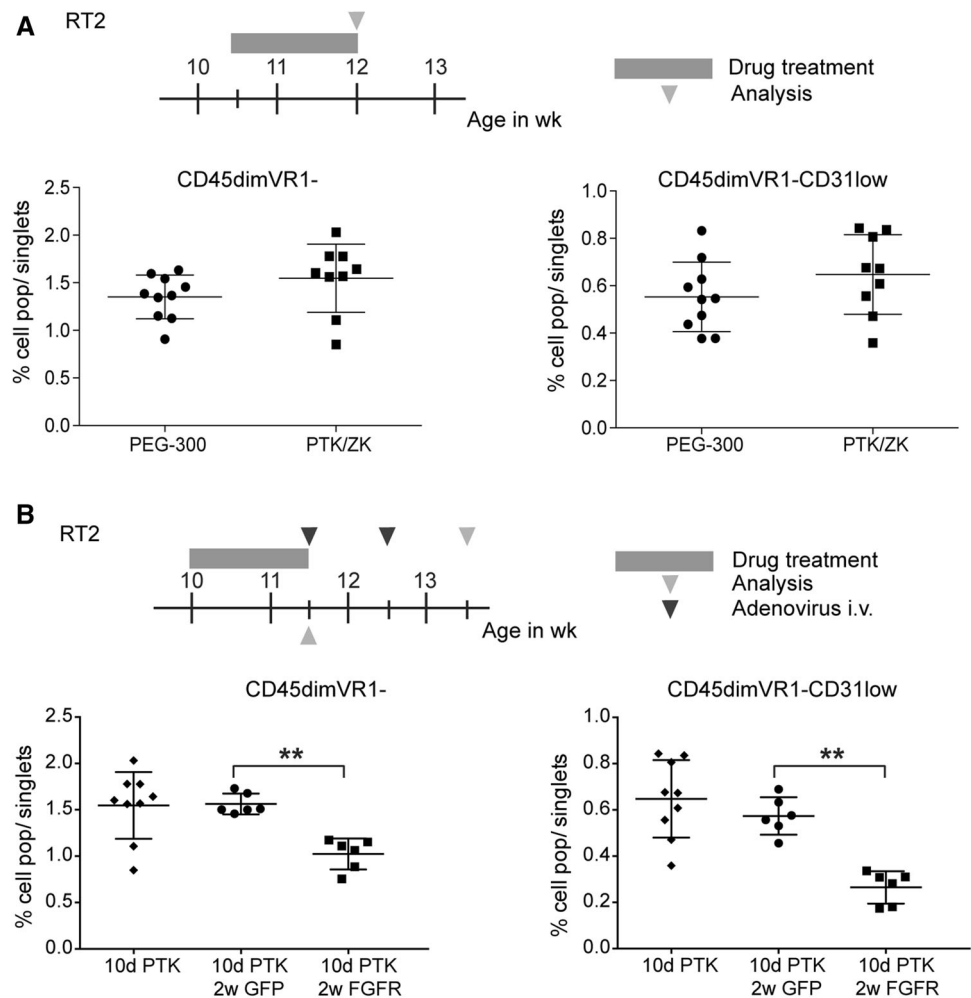 A
RT2
10 11 12 13
Age in wk
Drug treatment
Analysis
CD45dimVR1-
% cell pop/ singlets
2.5
2.0
1.5
1.0
0.5
0.0
PEG-300 PTK/ZK
CD45dimVR1-CD31low
% cell pop/ singlets
1.0
0.8
0.6
0.4
0.2
0.0
PEG-300 PTK/ZK
B
RT2
10 11 12 13
Age in wk
Drug treatment
Analysis
Adenovirus i.v.
CD45dimVR1-
% cell pop/ singlets
2.5
2.0
1.5
1.0
0.5
0.0
**
10d PTK 10d PTK 10d PTK
2w GFP 2w FGFR
CD45dimVR1-CD31low
% cell pop/ singlets
1.0
0.8
0.6
0.4
0.2
0.0
**
10d PTK 10d PTK 10d PTK
2w GFP 2w FGFR